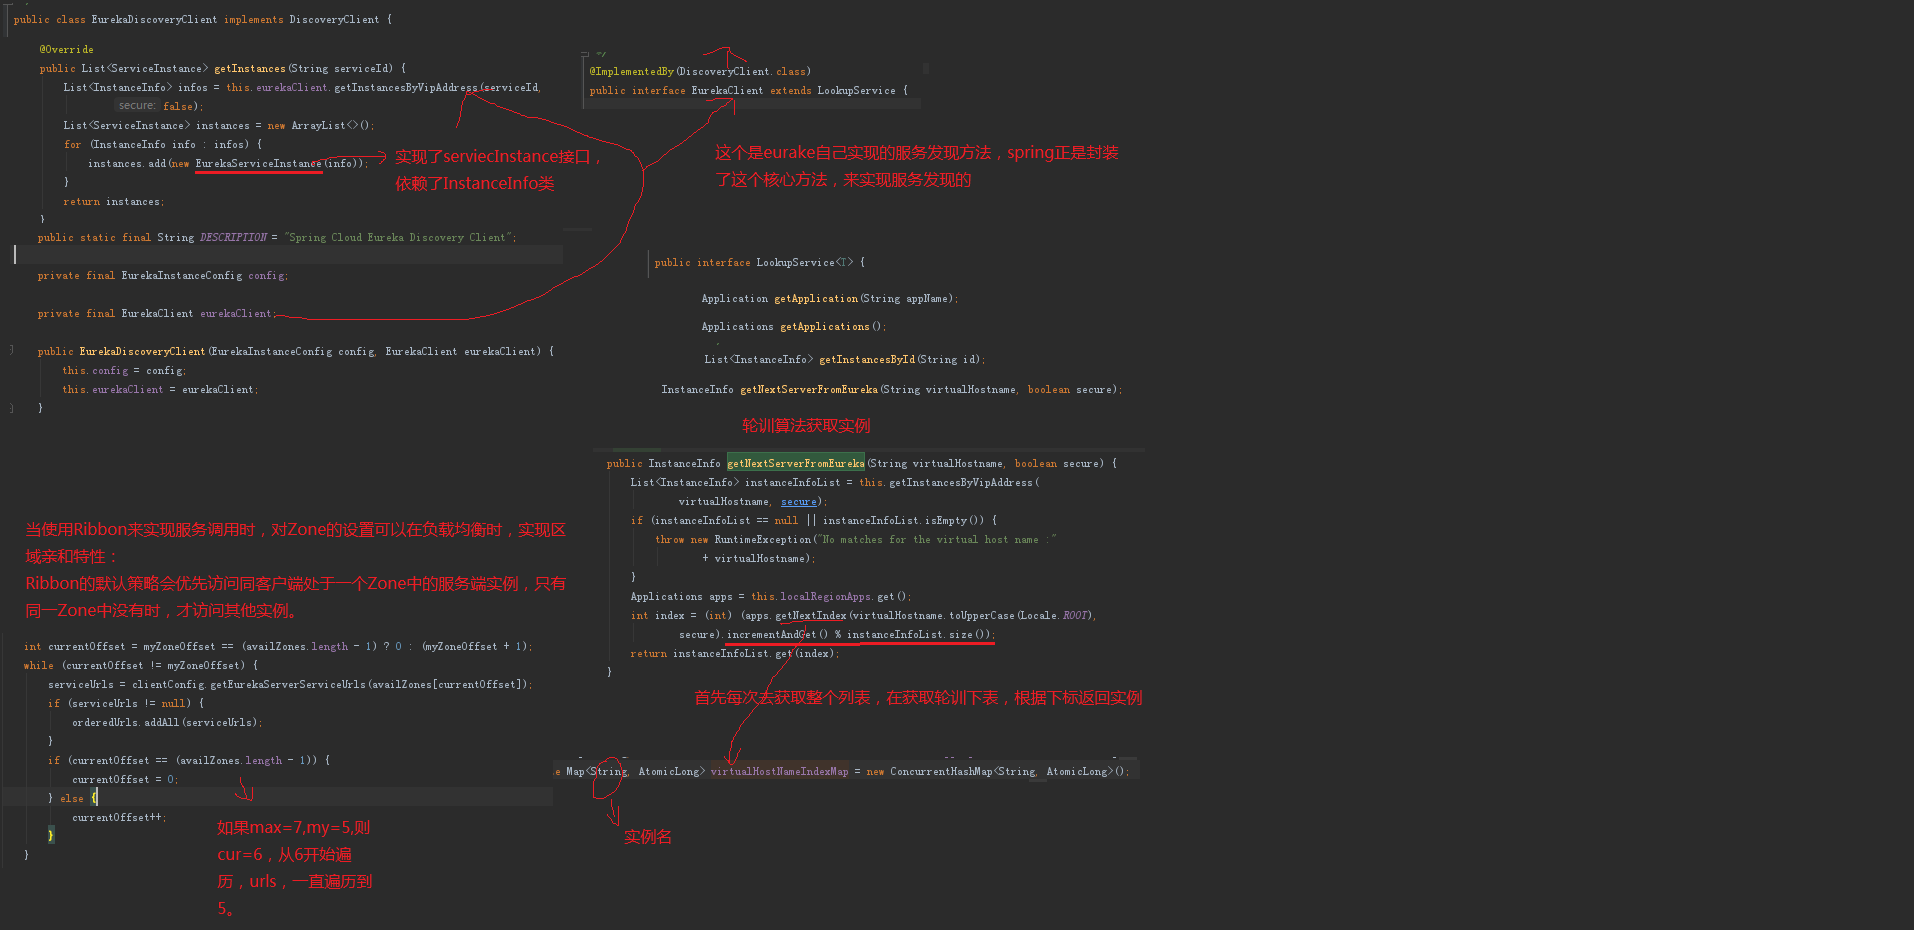 public class EurekaDiscoveryClient implements DiscoveryClient {
@Override
public List<ServiceInstance> getInstances(String serviceId) {
List<InstanceInfo> infos = this.eurekaClient.getInstancesByVipAddress(serviceId,
secure: false);
List<ServiceInstance> instances = new ArrayList<>();
for (InstanceInfo info : infos) {
instances.add(new EurekaServiceInstance(info));
}
return instances;
}
实现了serviecInstance接口，
依赖了InstanceInfo类
public static final String DESCRIPTION = "Spring Cloud Eureka Discovery Client";
private final EurekaInstanceConfig config;
private final EurekaClient eurekaClient;
public EurekaDiscoveryClient(EurekaInstanceConfig config, EurekaClient eurekaClient) {
this.config = config;
this.eurekaClient = eurekaClient;
}
*/
@ImplementedBy(DiscoveryClient.class)
public interface EurekaClient extends LookupService {
这个是eurake自己实现的服务发现方法，spring正是封装
了这个核心方法，来实现服务发现的
public interface LookupService<T> {
Application getApplication(String appName);
Applications getApplications();
List<InstanceInfo> getInstancesById(String id);
InstanceInfo getNextServerFromEureka(String virtualHostname, boolean secure);
轮训算法获取实例
public InstanceInfo getNextServerFromEureka(String virtualHostname, boolean secure) {
List<InstanceInfo> instanceInfoList = this.getInstancesByVipAddress(
virtualHostname, secure);
if (instanceInfoList == null || instanceInfoList.isEmpty()) {
throw new RuntimeException("No matches for the virtual host name :"
+ virtualHostname);
}
Applications apps = this.localRegionApps.get();
int index = (int) (apps.getNextIndex(virtualHostname.toUpperCase(Locale.ROOT),
secure).incrementAndGet() % instanceInfoList.size());
return instanceInfoList.get(index);
}
首先每次去获取整个列表，在获取轮训下表，根据下标返回实例
e Map<String, AtomicLong> virtualHostNameIndexMap = new ConcurrentHashMap<String, AtomicLong>();
实例名
当使用Ribbon来实现服务调用时，对Zone的设置可以在负载均衡时，实现区
域亲和特性：
Ribbon的默认策略会优先访问同客户端处于一个Zone中的服务端实例，只有
同一Zone中没有时，才访问其他实例。
int currentOffset = myZoneOffset == (availZones.length - 1) ? 0 : (myZoneOffset + 1);
while (currentOffset != myZoneOffset) {
serviceUrls = clientConfig.getEurekaServerServiceUrls(availZones[currentOffset]);
if (serviceUrls != null) {
orderedUrls.addAll(serviceUrls);
}
if (currentOffset == (availZones.length - 1)) {
currentOffset = 0;
} else {
currentOffset++;
}
}
如果max=7,my=5,则
cur=6，从6开始遍
历，urls，一直遍历到
5。